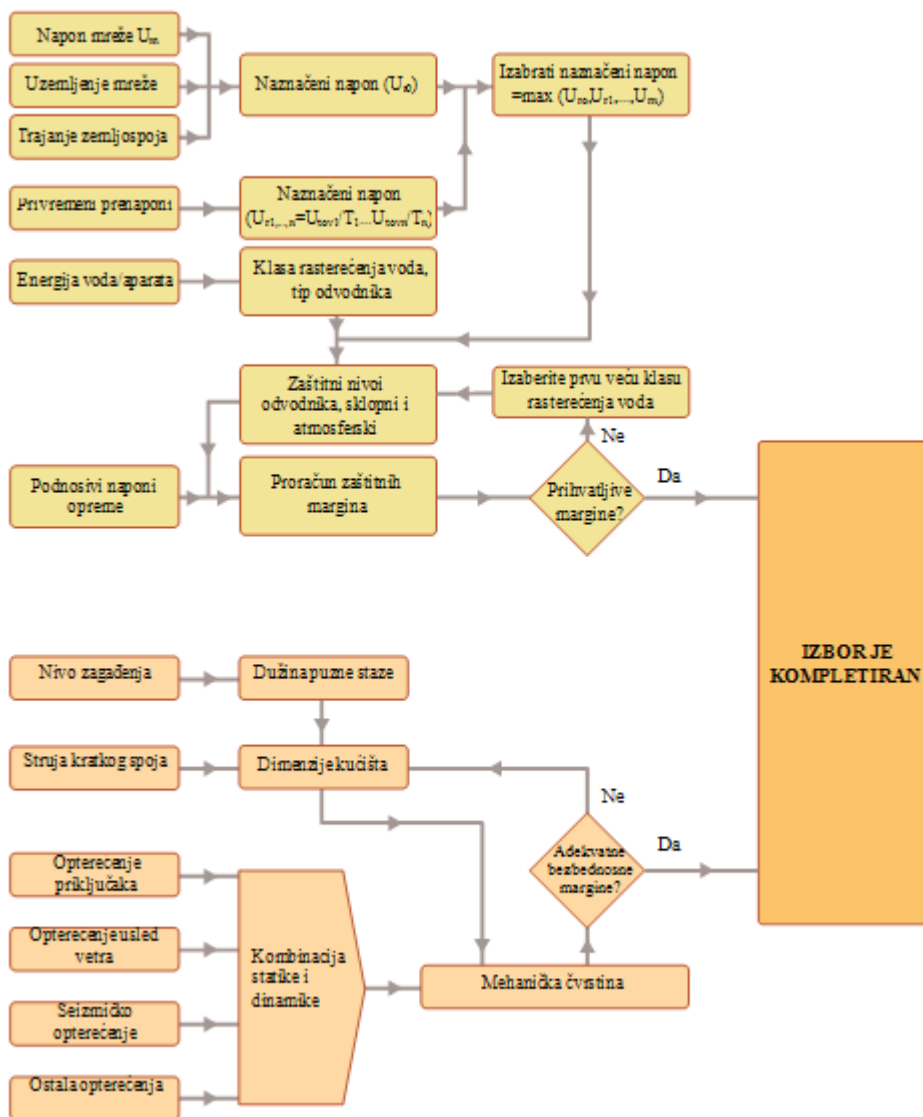 Napon mreže Uₘ
Uzemljenje mreže
Trajanje zemljospoja
Naznačeni napon (Uᵣ₀)
Izabrati naznačeni napon
=max (Uᵣₒ,Uᵣ₁,...,Uᵣₙ)
Privremeni prenaponi
Naznačeni napon
(Uᵣ₁,..,ₙ=Uₜₒᵥ₁/T₁...Uₜₒᵥₙ/Tₙ)
Energija voda/aparata
Klasa rasterećenja voda,
tip odvodnika
Zaštitni nivoi
odvodnika, sklopni i
atmosferski
Izaberite prvu veću klasu
rasterećenja voda
Ne
Podnosivi naponi
opreme
Proračun zaštitnih
margina
Prihvatljive
margine?
Da
IZBOR JE
KOMPLETIRAN
Nivo zagađenja
Dužina puzne staze
Struja kratkog spoja
Dimenzije kućišta
Ne
Opterecenje
priključaka
Adekvatne
bezbednosne
margine?
Da
Opterecenje usled
vetra
Kombinacija
statike i
dinamike
Mehanička čvrstina
Seizmičko
opterećenje
Ostala opterećenja